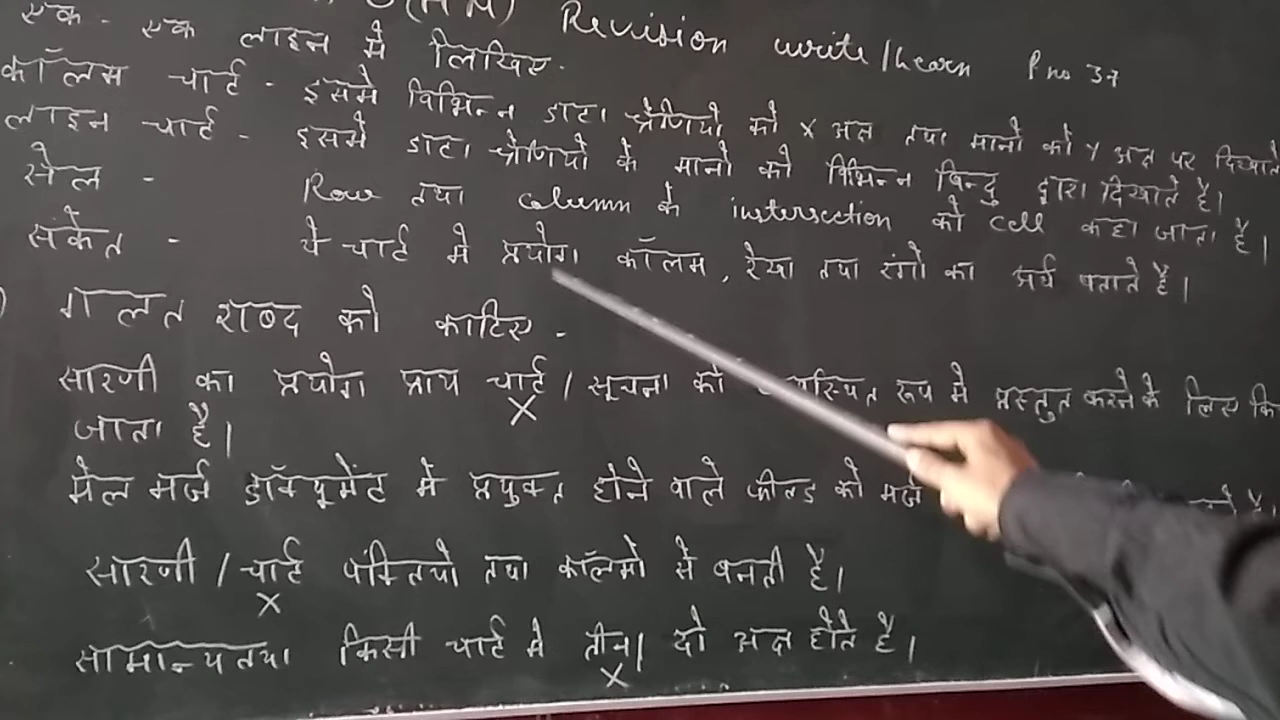 (HM) Revision write/learn P no 37
एक - एक लाइन में लिखिए -
कॉलम चार्ट - इसमे विभिन्न डाटा श्रेणियो को X अक्ष तथा मानो को Y अक्ष पर दिखाते
लाइन चार्ट - इसमें डाटा श्रेणियों के मानो को विभिन्न बिन्दु द्वारा दिखाते है।
सेल - Row तथा column के instersection को cell कहा जाता है।
संकेत - ये चार्ट मे प्रयोग कॉलम, रेखा तथा रंगो का अर्थ बताते है।
गलत शब्द को काटिए -
सारणी का प्रयोग प्राय चार्ट / सूचना को रूप मे प्रस्तुत करने के लिए कि
X
जाता है।
मेल मर्ज डॉक्यूमेंट मे प्रयुक्त होने वाले फील्ड को मर्ज है।
सारणी / चार्ट पंक्तियो तथा कॉलमो से बनती है।
X
सामान्यतया किसी चार्ट मे तीन/ दो अक्ष होते है।
X